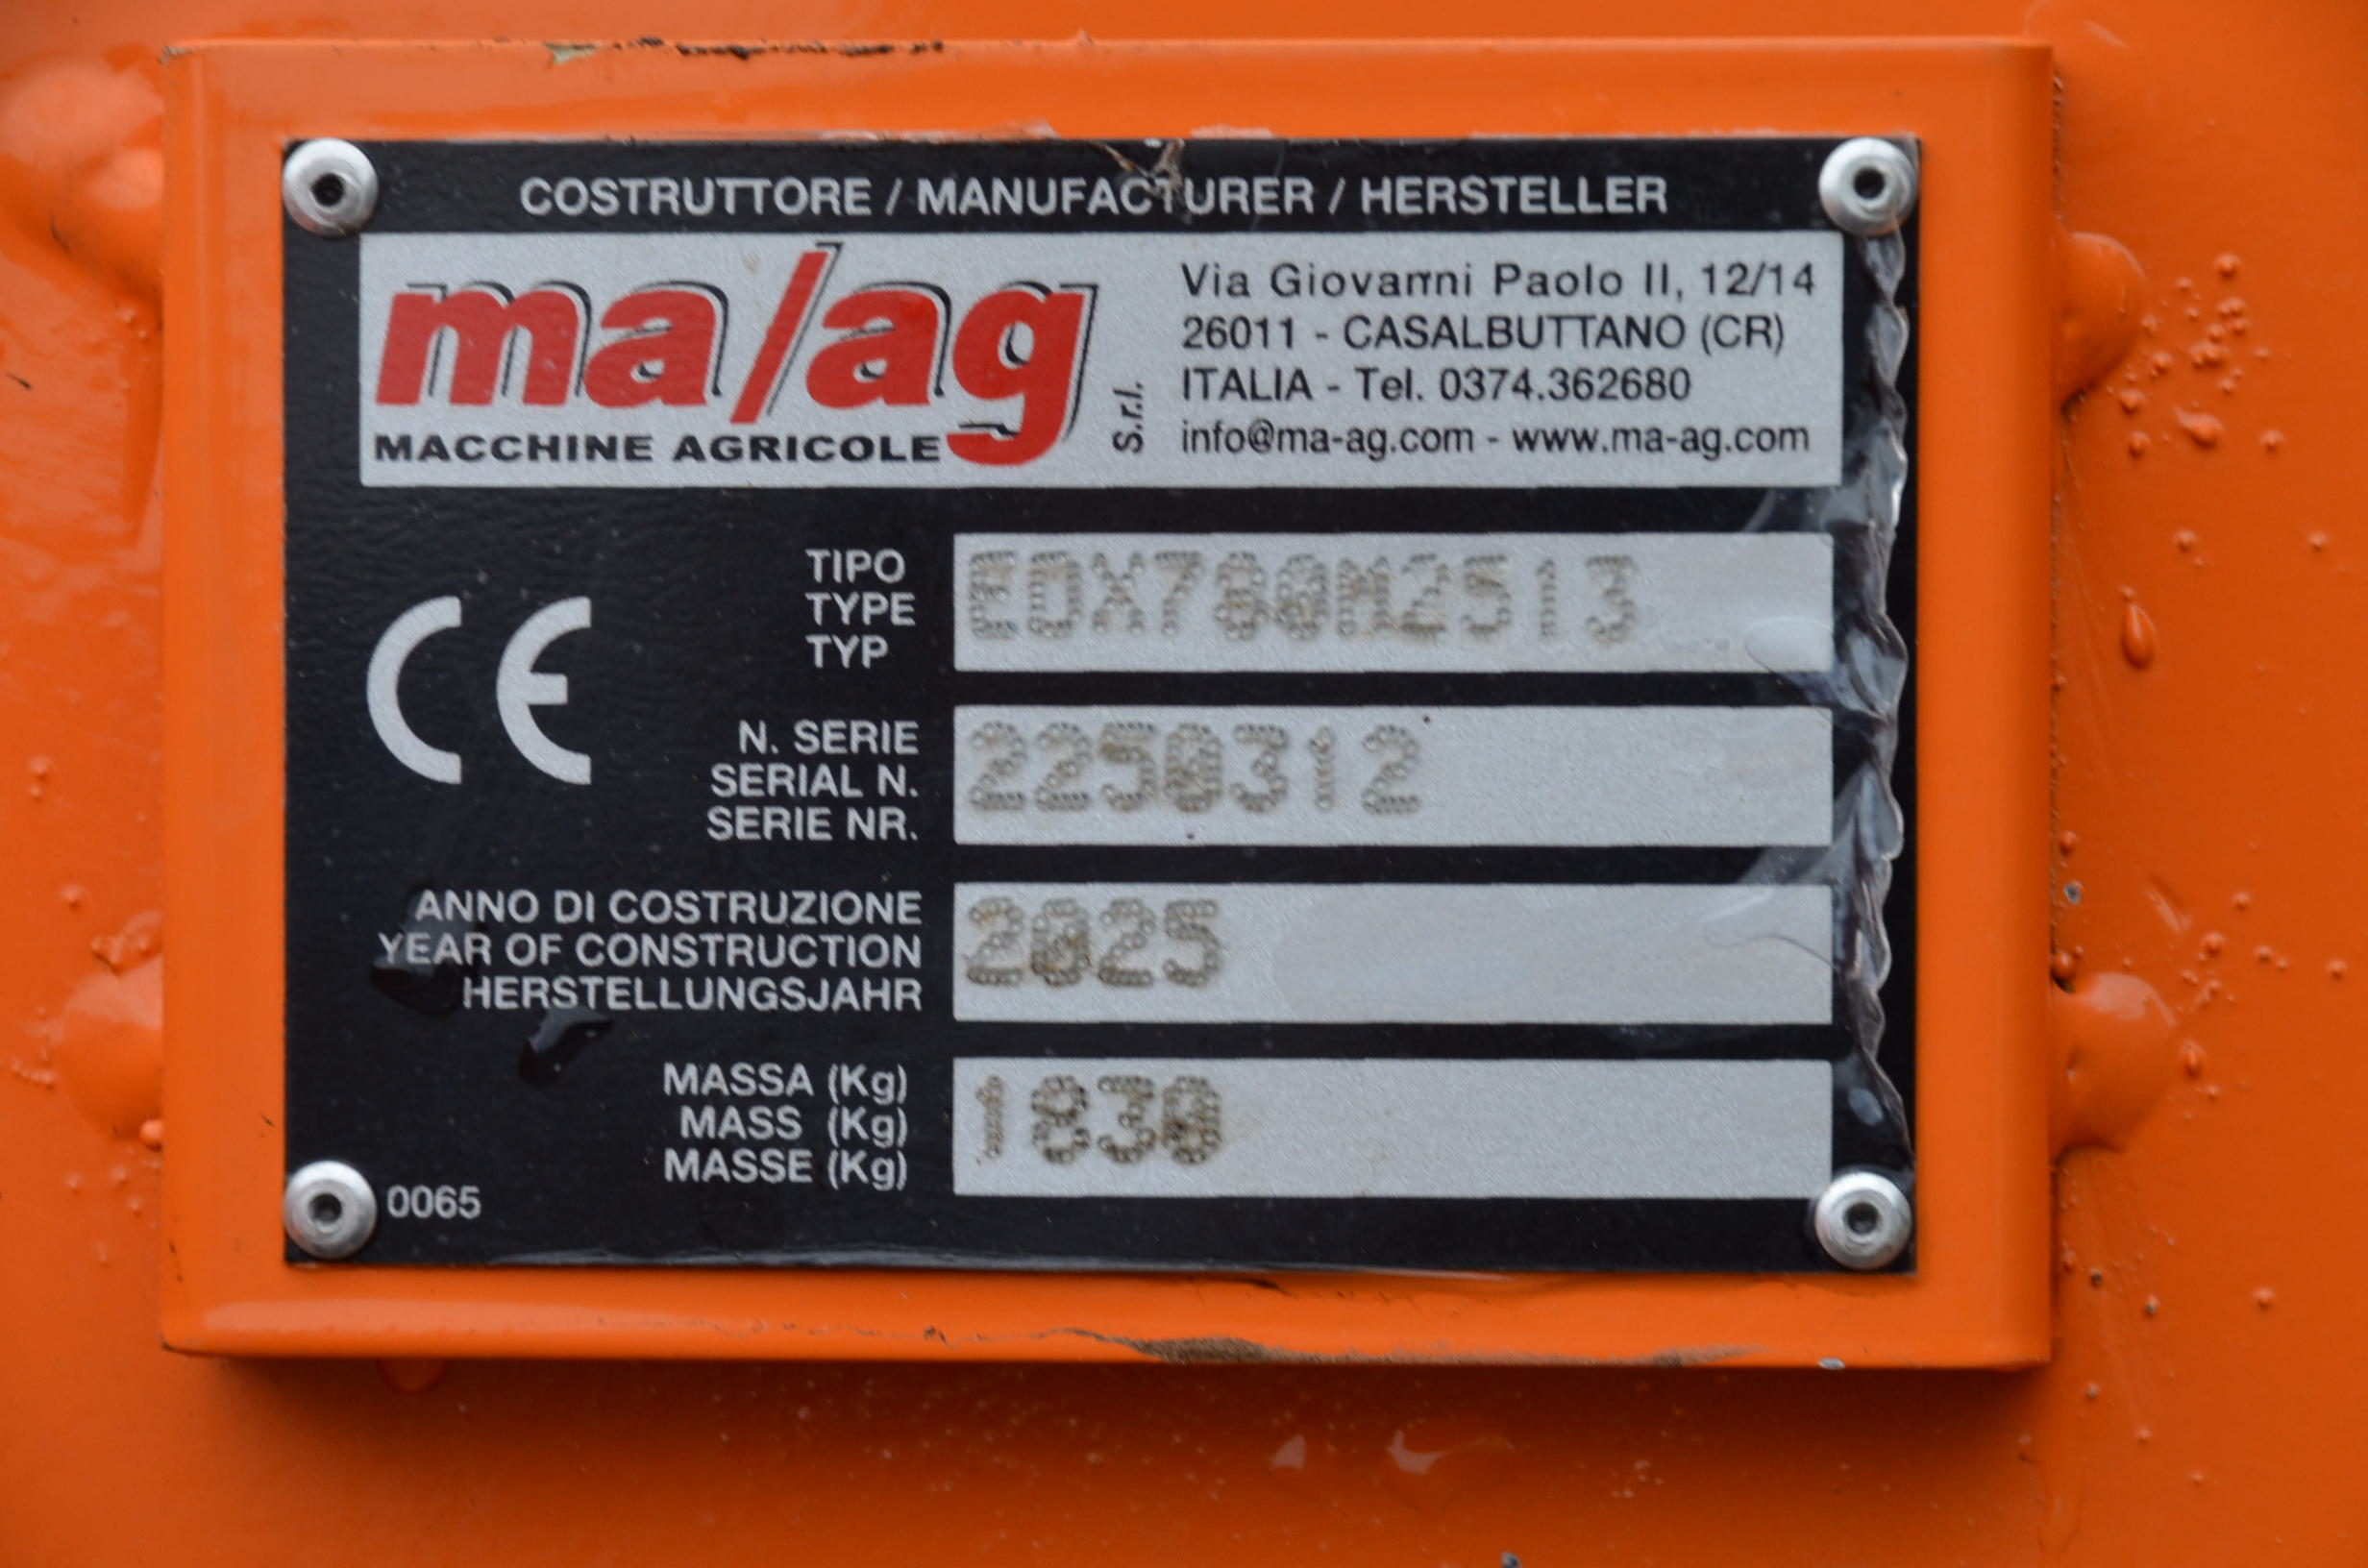 COSTRUTTORE / MANUFACTURER / HERSTELLER
ma/ag
MACCHINE AGRICOLE
S.r.l.
Via Giovanni Paolo II, 12/14
26011 - CASALBUTTANO (CR)
ITALIA - Tel. 0374.362680
info@ma-ag.com - www.ma-ag.com
CE
TIPO
TYPE
TYP
EDX780M2513
N. SERIE
SERIAL N.
SERIE NR.
2250312
ANNO DI COSTRUZIONE
YEAR OF CONSTRUCTION
HERSTELLUNGSJAHR
2025
MASSA (Kg)
MASS (Kg)
MASSE (Kg)
1830
0065